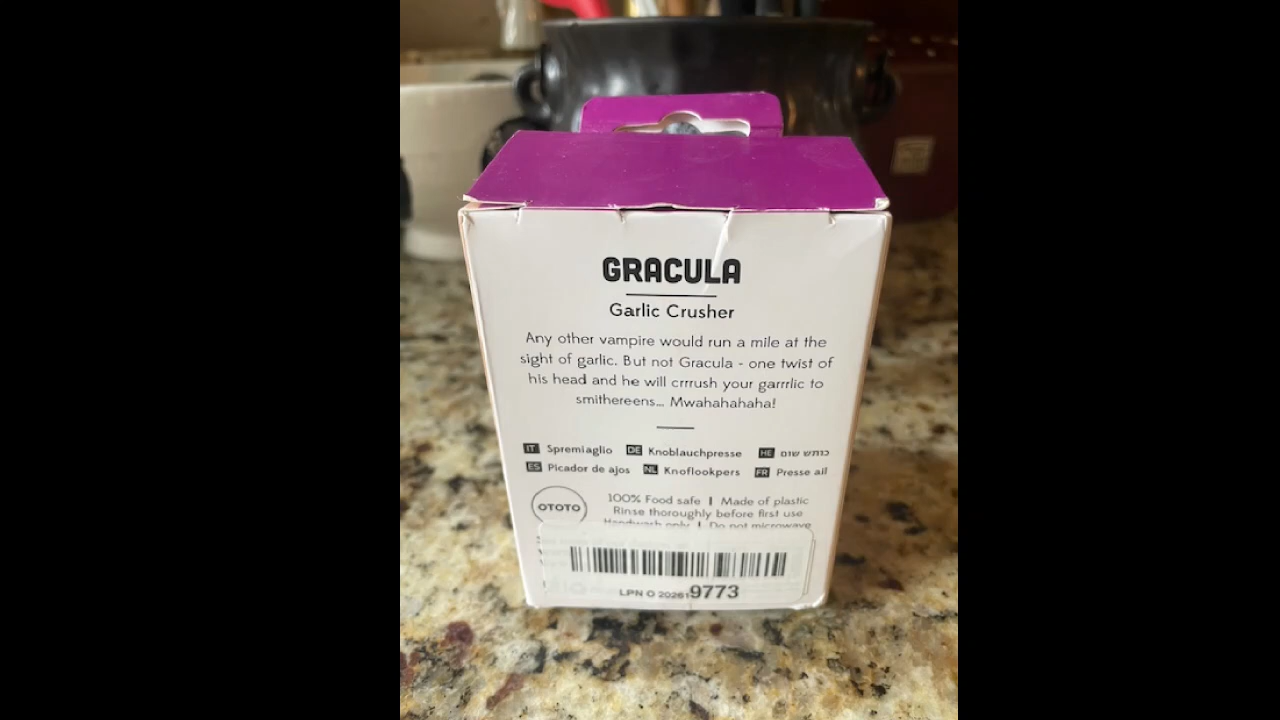 GRACULA
Garlic Crusher
Any other vampire would run a mile at the
sight of garlic. But not Gracula - one twist of
his head and he will crrrush your garrrlic to
smithereens... Mwahahahaha!
IT Spremiaglio DE Knoblauchpresse HE כותש שום
ES Picador de ajos NL Knoflookpers FR Presse ail
OTOTO
100% Food safe | Made of plastic
Rinse thoroughly before first use
Handwash only | Do not microwave
LPN O 20261 9773